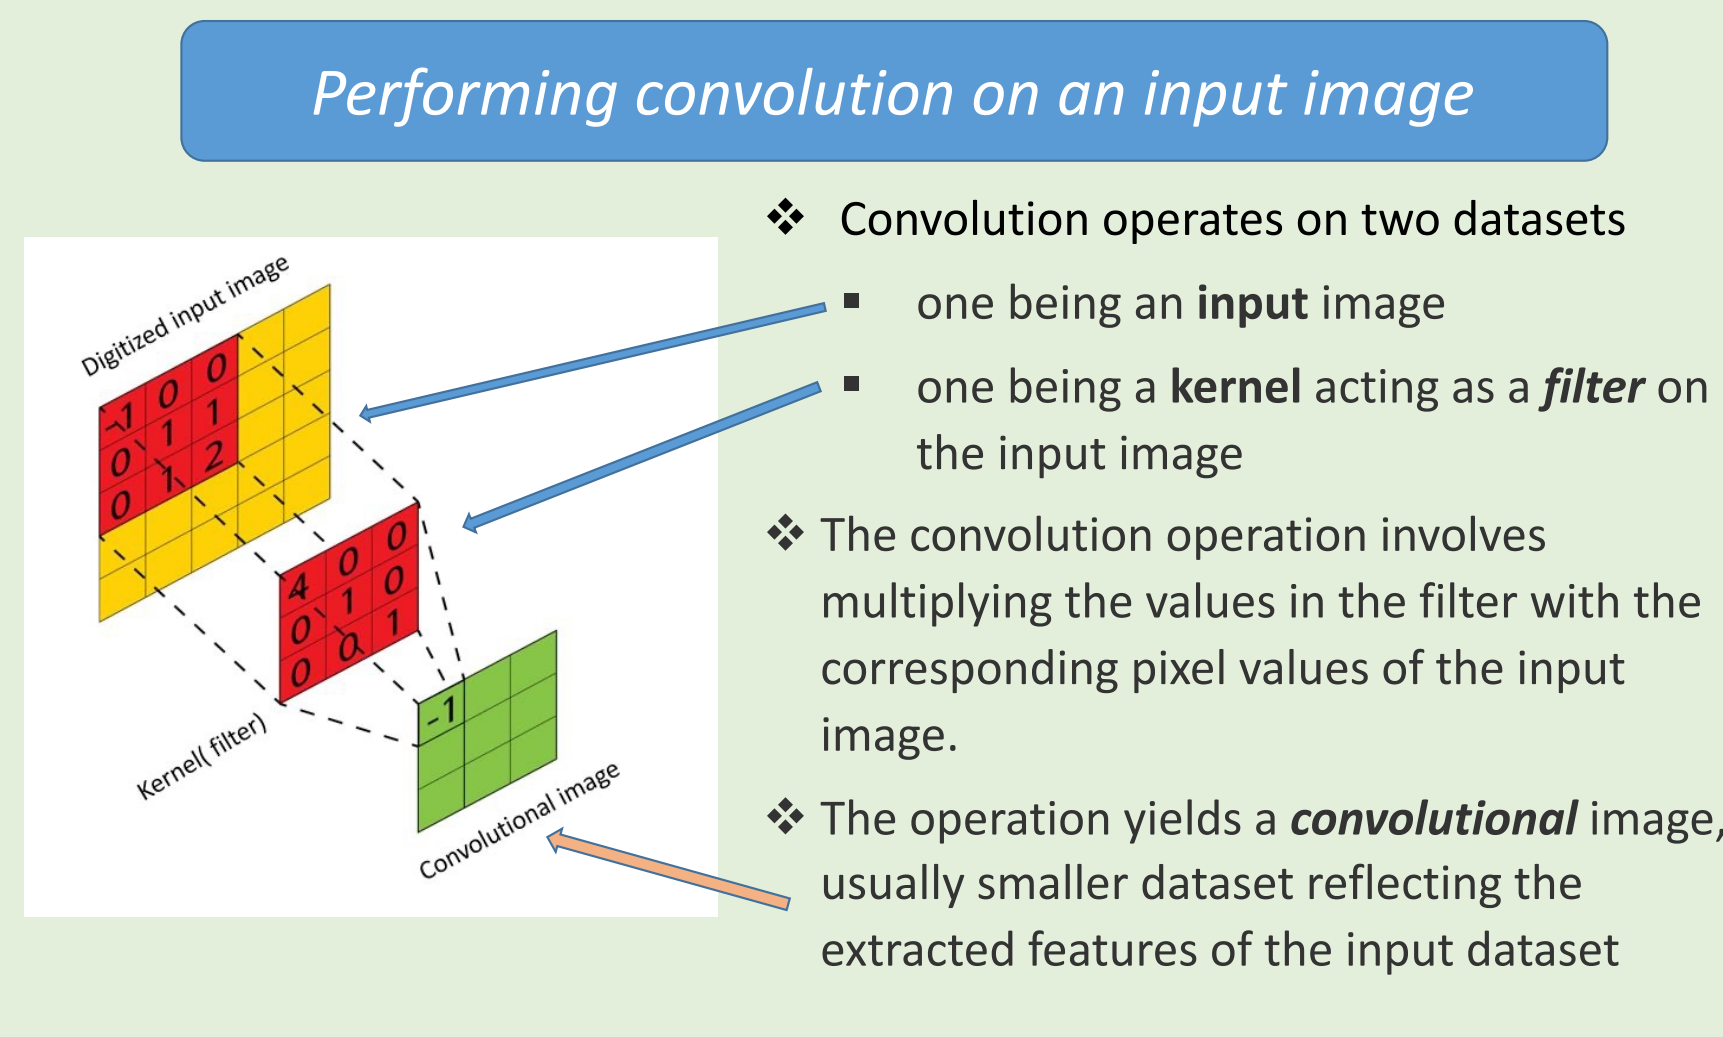 Performing convolution on an input image
Digitized input image
-1 0 0
0 1 1
0 1 2
4 0 0
0 1 0
0 0 1
Kernel( filter)
-1
Convolutional image
❖ Convolution operates on two datasets
▪ one being an input image
▪ one being a kernel acting as a filter on
the input image
❖ The convolution operation involves
multiplying the values in the filter with the
corresponding pixel values of the input
image.
❖ The operation yields a convolutional image,
usually smaller dataset reflecting the
extracted features of the input dataset